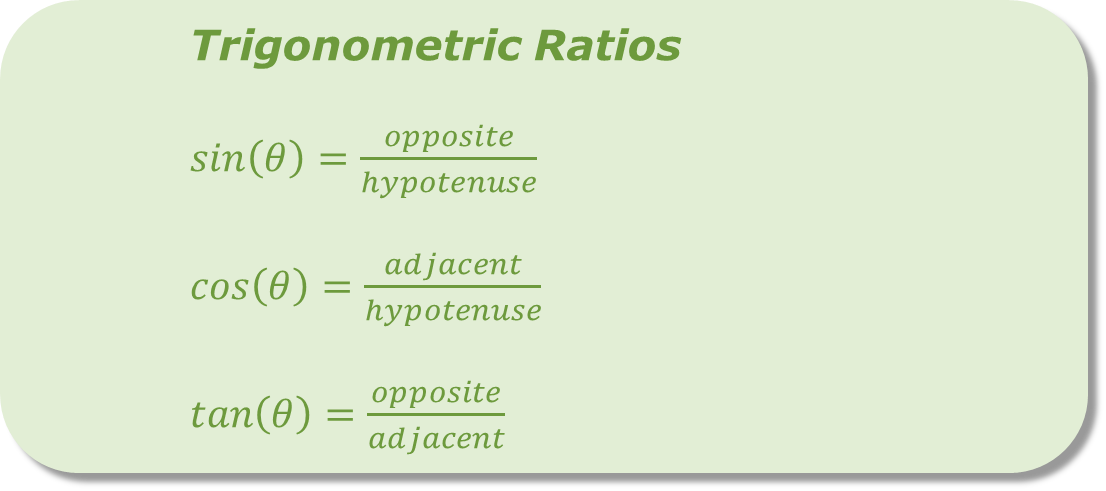 Trigonometric Ratios
sin(θ) = opposite/hypotenuse
cos(θ) = adjacent/hypotenuse
tan(θ) = opposite/adjacent